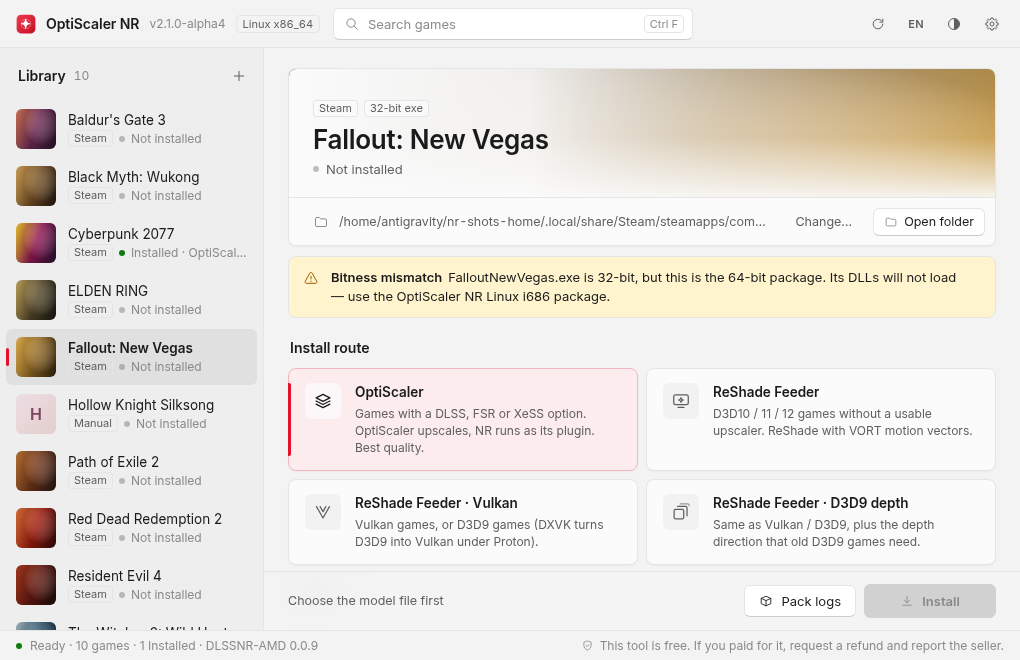 OptiScaler NR v2.1.0-alpha4 Linux x86_64 Search games Ctrl F EN
Library 10
Baldur's Gate 3
Steam Not installed
Black Myth: Wukong
Steam Not installed
Cyberpunk 2077
Steam Installed · OptiScal...
ELDEN RING
Steam Not installed
Fallout: New Vegas
Steam Not installed
H
Hollow Knight Silksong
Manual Not installed
Path of Exile 2
Steam Not installed
Red Dead Redemption 2
Steam Not installed
Resident Evil 4
Steam Not installed
Steam 32-bit exe
Fallout: New Vegas
Not installed
/home/antigravity/nr-shots-home/.local/share/Steam/steamapps/com... Change... Open folder
Bitness mismatch FalloutNewVegas.exe is 32-bit, but this is the 64-bit package. Its DLLs will not load
— use the OptiScaler NR Linux i686 package.
Install route
OptiScaler
Games with a DLSS, FSR or XeSS option.
OptiScaler upscales, NR runs as its plugin.
Best quality.
ReShade Feeder
D3D10 / 11 / 12 games without a usable
upscaler. ReShade with VORT motion vectors.
ReShade Feeder · Vulkan
Vulkan games, or D3D9 games (DXVK turns
D3D9 into Vulkan under Proton).
ReShade Feeder · D3D9 depth
Same as Vulkan / D3D9, plus the depth
direction that old D3D9 games need.
Choose the model file first Pack logs Install
Ready · 10 games · 1 Installed · DLSSNR-AMD 0.0.9 This tool is free. If you paid for it, request a refund and report the seller.